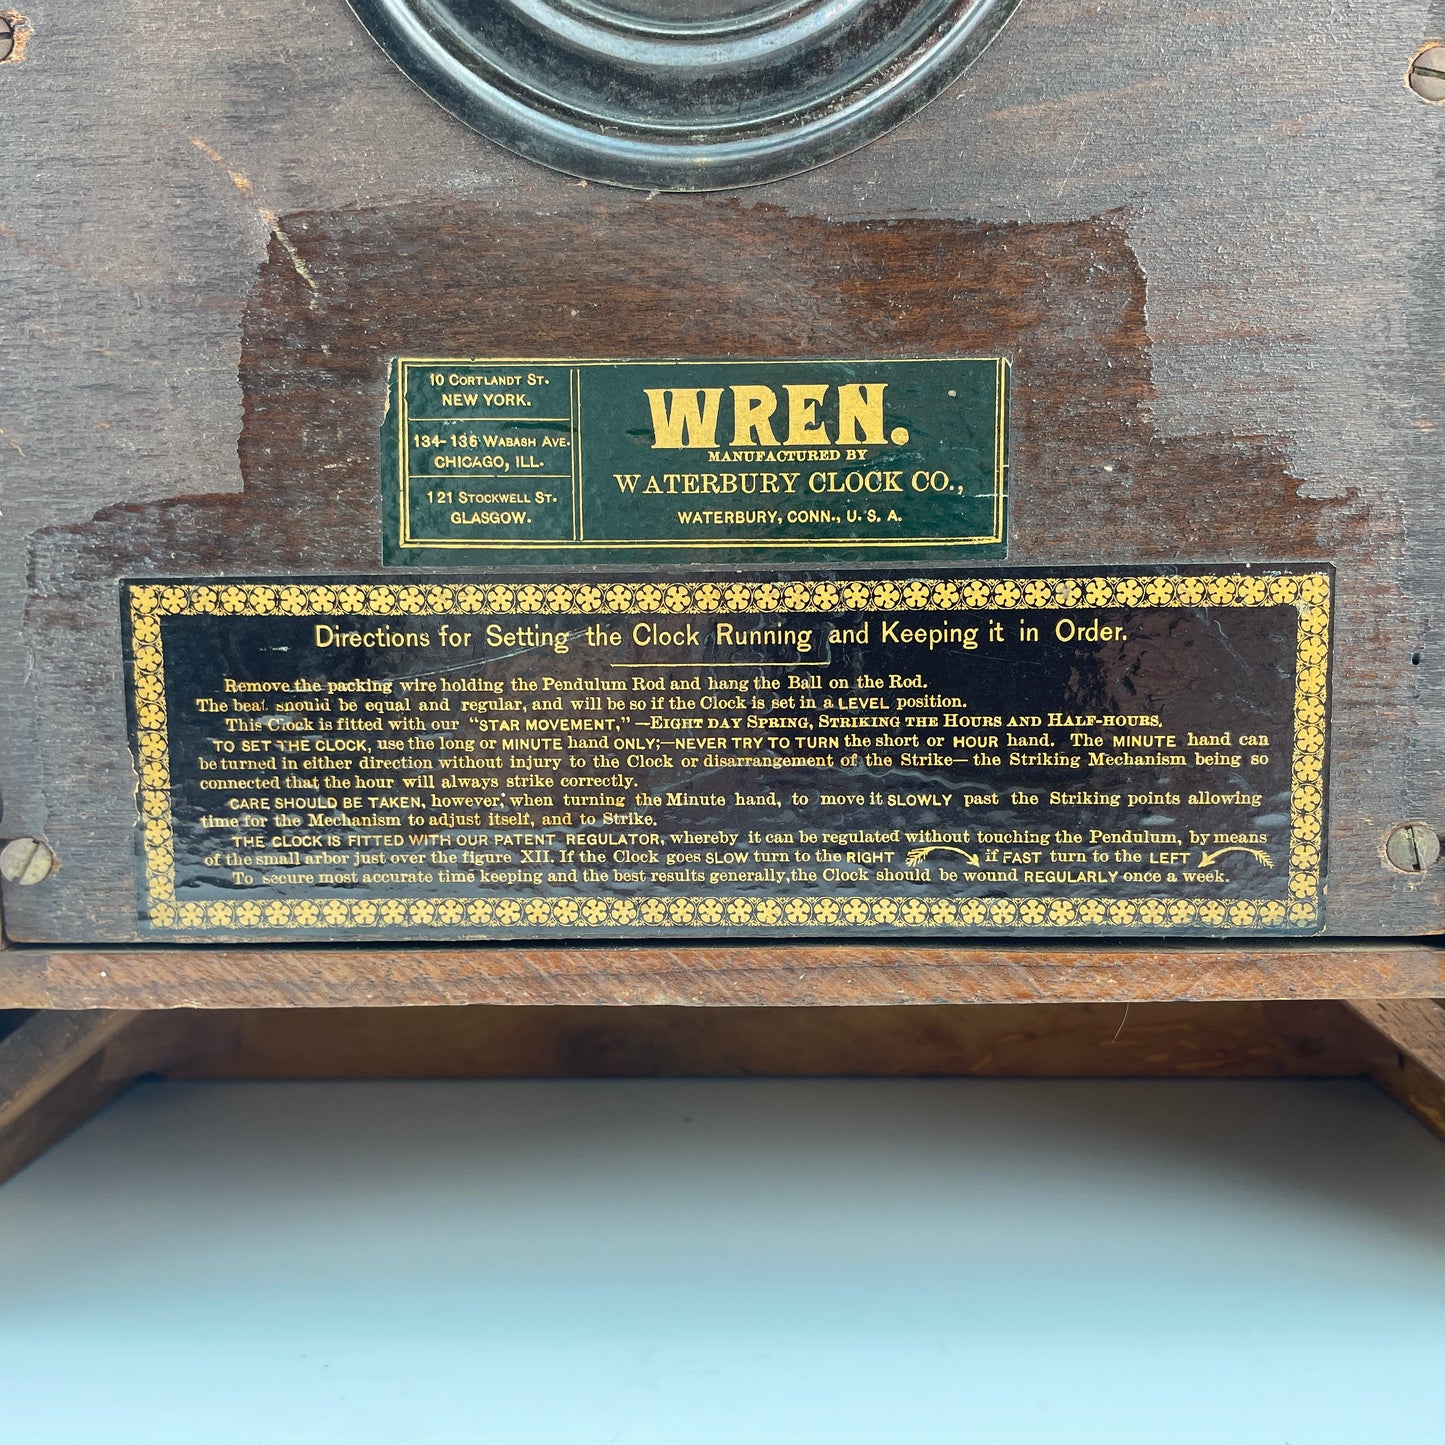 10 CORTLANDT ST.
NEW YORK.
134-136 WABASH AVE.
CHICAGO, ILL.
121 STOCKWELL ST.
GLASGOW.
WREN.
MANUFACTURED BY
WATERBURY CLOCK CO.,
WATERBURY, CONN., U. S. A.
Directions for Setting the Clock Running and Keeping it in Order.
Remove the packing wire holding the Pendulum Rod and hang the Ball on the Rod.
The beat should be equal and regular, and will be so if the Clock is set in a LEVEL position.
This Clock is fitted with our "STAR MOVEMENT,"—EIGHT DAY SPRING, STRIKING THE HOURS AND HALF-HOURS.
TO SET THE CLOCK, use the long or MINUTE hand ONLY;—NEVER TRY TO TURN the short or HOUR hand. The MINUTE hand can
be turned in either direction without injury to the Clock or disarrangement of the Strike— the Striking Mechanism being so
connected that the hour will always strike correctly.
CARE SHOULD BE TAKEN, however, when turning the Minute hand, to move it SLOWLY past the Striking points allowing
time for the Mechanism to adjust itself, and to Strike.
THE CLOCK IS FITTED WITH OUR PATENT REGULATOR, whereby it can be regulated without touching the Pendulum, by means
of the small arbor just over the figure XII. If the Clock goes SLOW turn to the RIGHT if FAST turn to the LEFT
To secure most accurate time keeping and the best results generally, the Clock should be wound REGULARLY once a week.